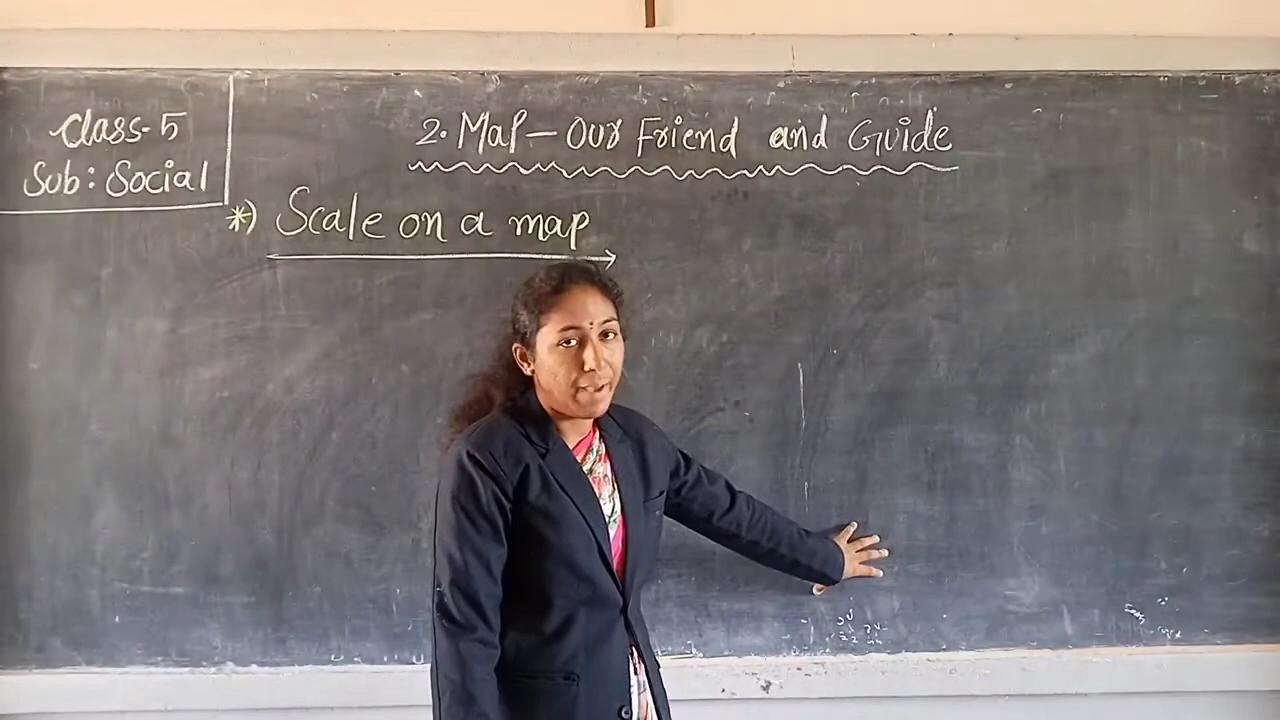 Class-5
Sub: Social
2. Map - Our Friend and Guide
*) Scale on a map